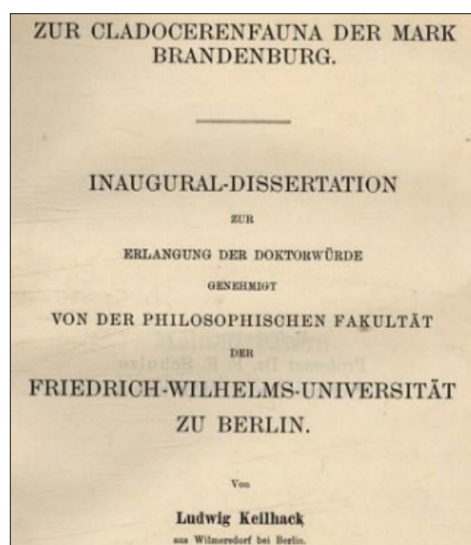 ZUR CLADOCERENFAUNA DER MARK
BRANDENBURG.
INAUGURAL-DISSERTATION
ZUR
ERLANGUNG DER DOKTORWÜRDE
GENEHMIGT
VON DER PHILOSOPHISCHEN FAKULTÄT
DER
FRIEDRICH-WILHELMS-UNIVERSITÄT
ZU BERLIN.
Von
Ludwig Keilhack
aus Wilmersdorf bei Berlin.